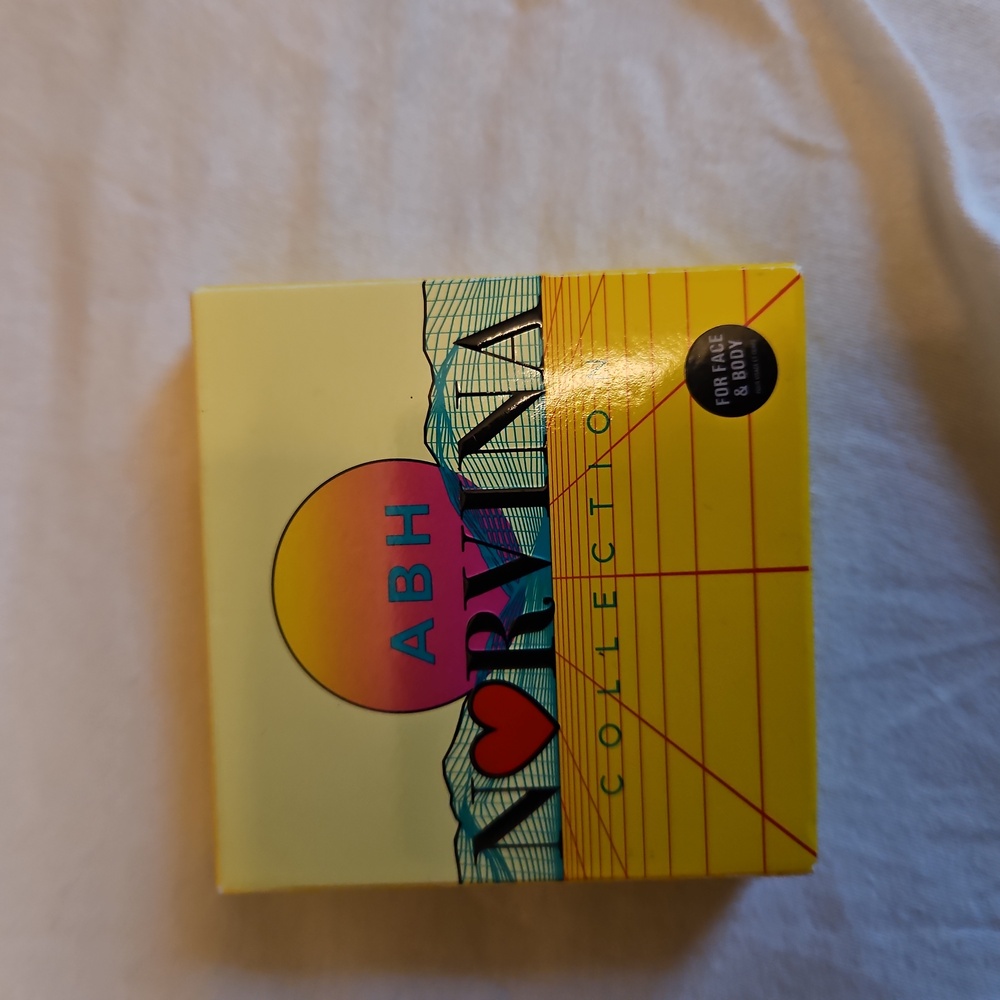 ABH
NORVINA
COLLECTION
FOR FACE
& BODY